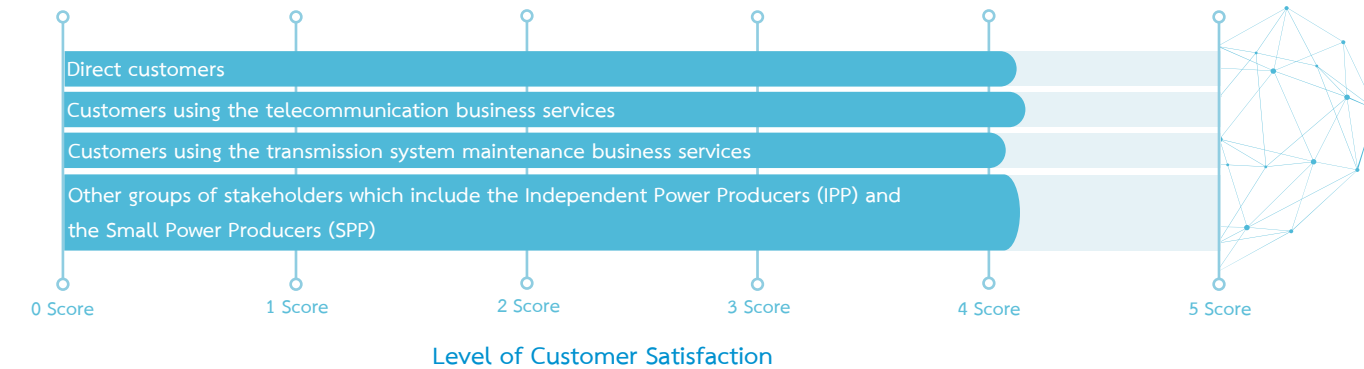 Direct customers
Customers using the telecommunication business services
Customers using the transmission system maintenance business services
Other groups of stakeholders which include the Independent Power Producers (IPP) and
the Small Power Producers (SPP)
0 Score
1 Score
2 Score
3 Score
4 Score
5 Score
Level of Customer Satisfaction